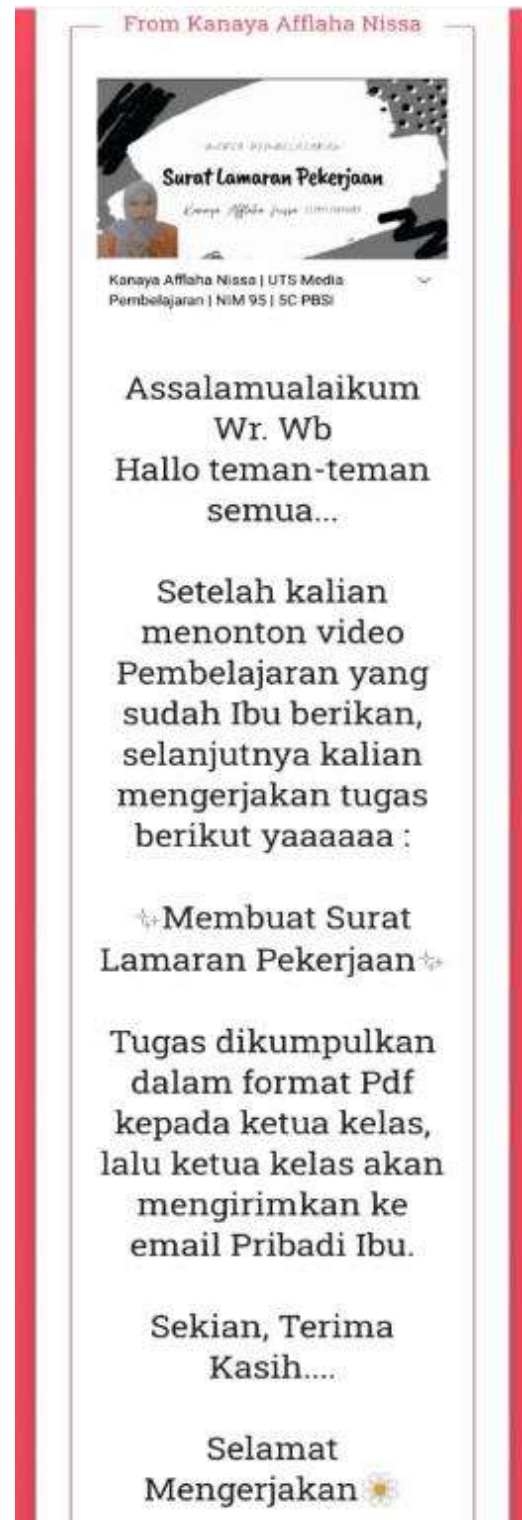 From Kanaya Afflaha Nissa
Surat Lamaran Pekerjaan
Kanaya Afflaha Nissa
Kanaya Afflaha Nissa | UTS Media
Pembelajaran | NIM 95 | 5C PBSI
Assalamualaikum
Wr. Wb
Hallo teman-teman
semua...
Setelah kalian
menonton video
Pembelajaran yang
sudah Ibu berikan,
selanjutnya kalian
mengerjakan tugas
berikut yaaaaaa :
✨Membuat Surat
Lamaran Pekerjaan✨
Tugas dikumpulkan
dalam format Pdf
kepada ketua kelas,
lalu ketua kelas akan
mengirimkan ke
email Pribadi Ibu.
Sekian, Terima
Kasih....
Selamat
Mengerjakan🌼